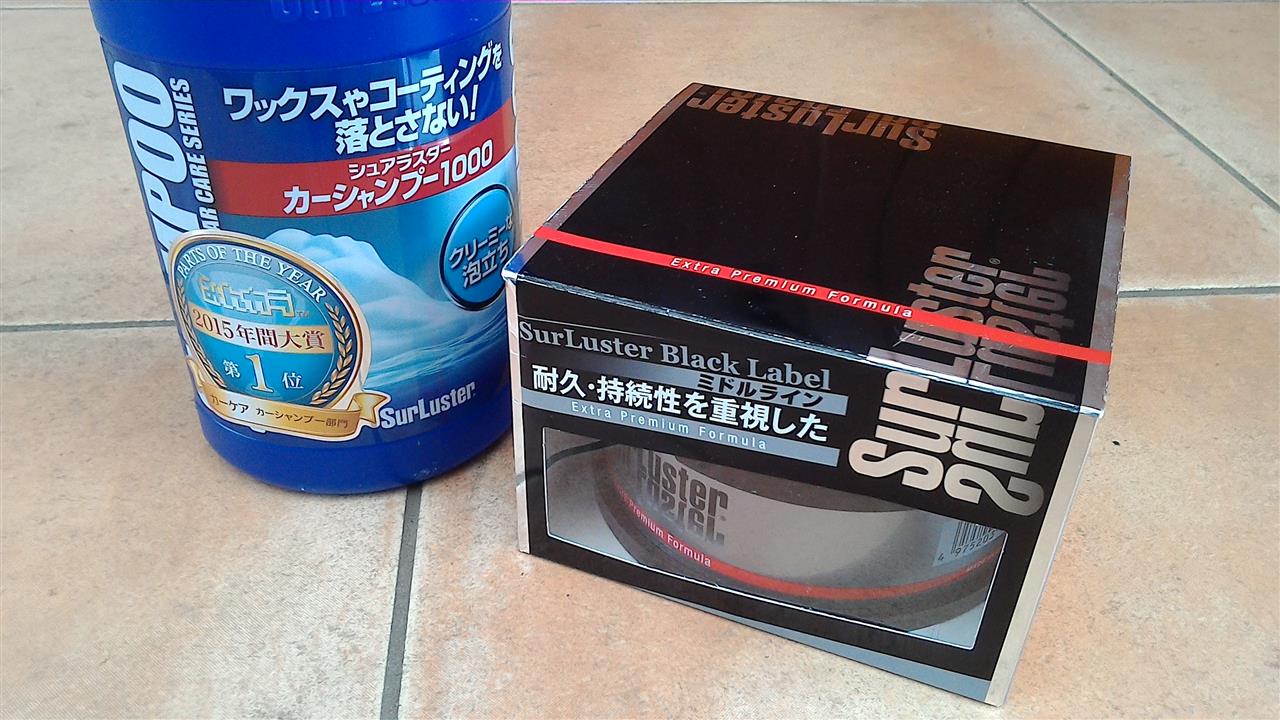 ワックスやコーティングを
落とさない!
シュアラスター
カーシャンプー1000
クリーミーな
泡立ち
CAR CARE SERIES
PARTS OF THE YEAR
2015年間大賞
第1位
カーケア カーシャンプー部門
SurLuster
SurLuster
Extra Premium Formula
SurLuster
SurLuster Black Label
ミドルライン
耐久・持続性を重視した
Extra Premium Formula
Luster
Premium Formula